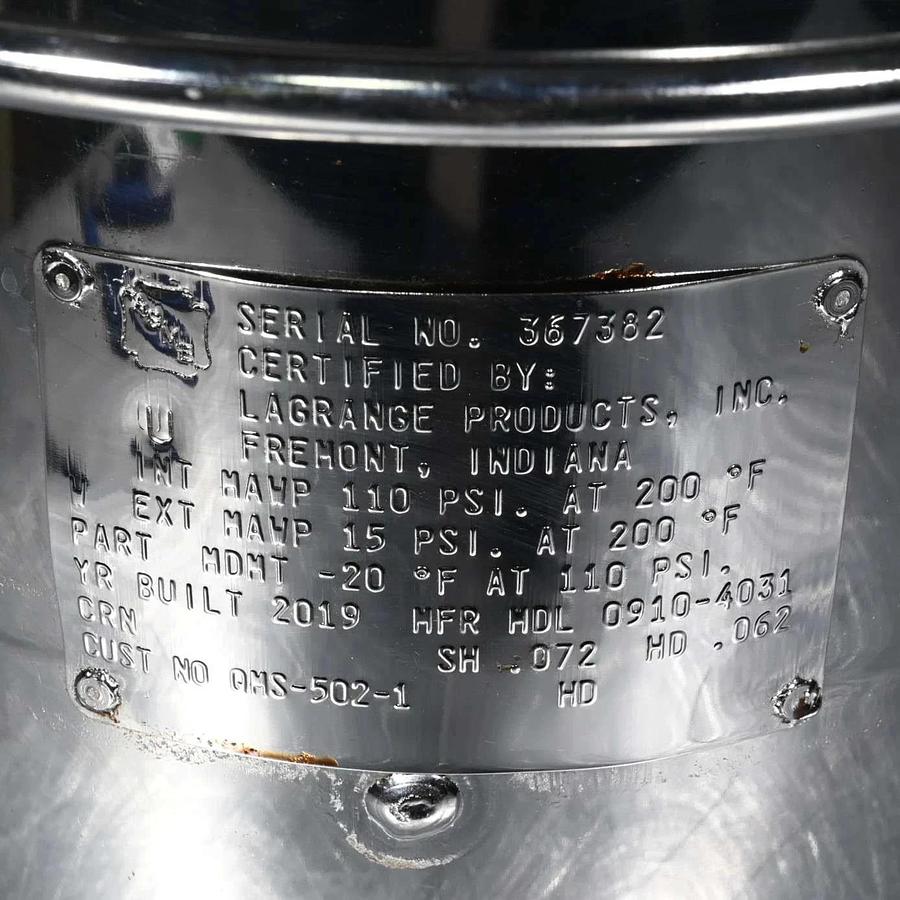 ASME
SERIAL NO. 367382
CERTIFIED BY:
U LAGRANGE PRODUCTS, INC.
FREMONT, INDIANA
INT MAWP 110 PSI. AT 200 °F
W EXT MAWP 15 PSI. AT 200 °F
PART MDMT -20 °F AT 110 PSI.
YR BUILT 2019 MFR MDL 0910-4031
CRN SH .072 HD .062
CUST NO QMS-502-1 HD